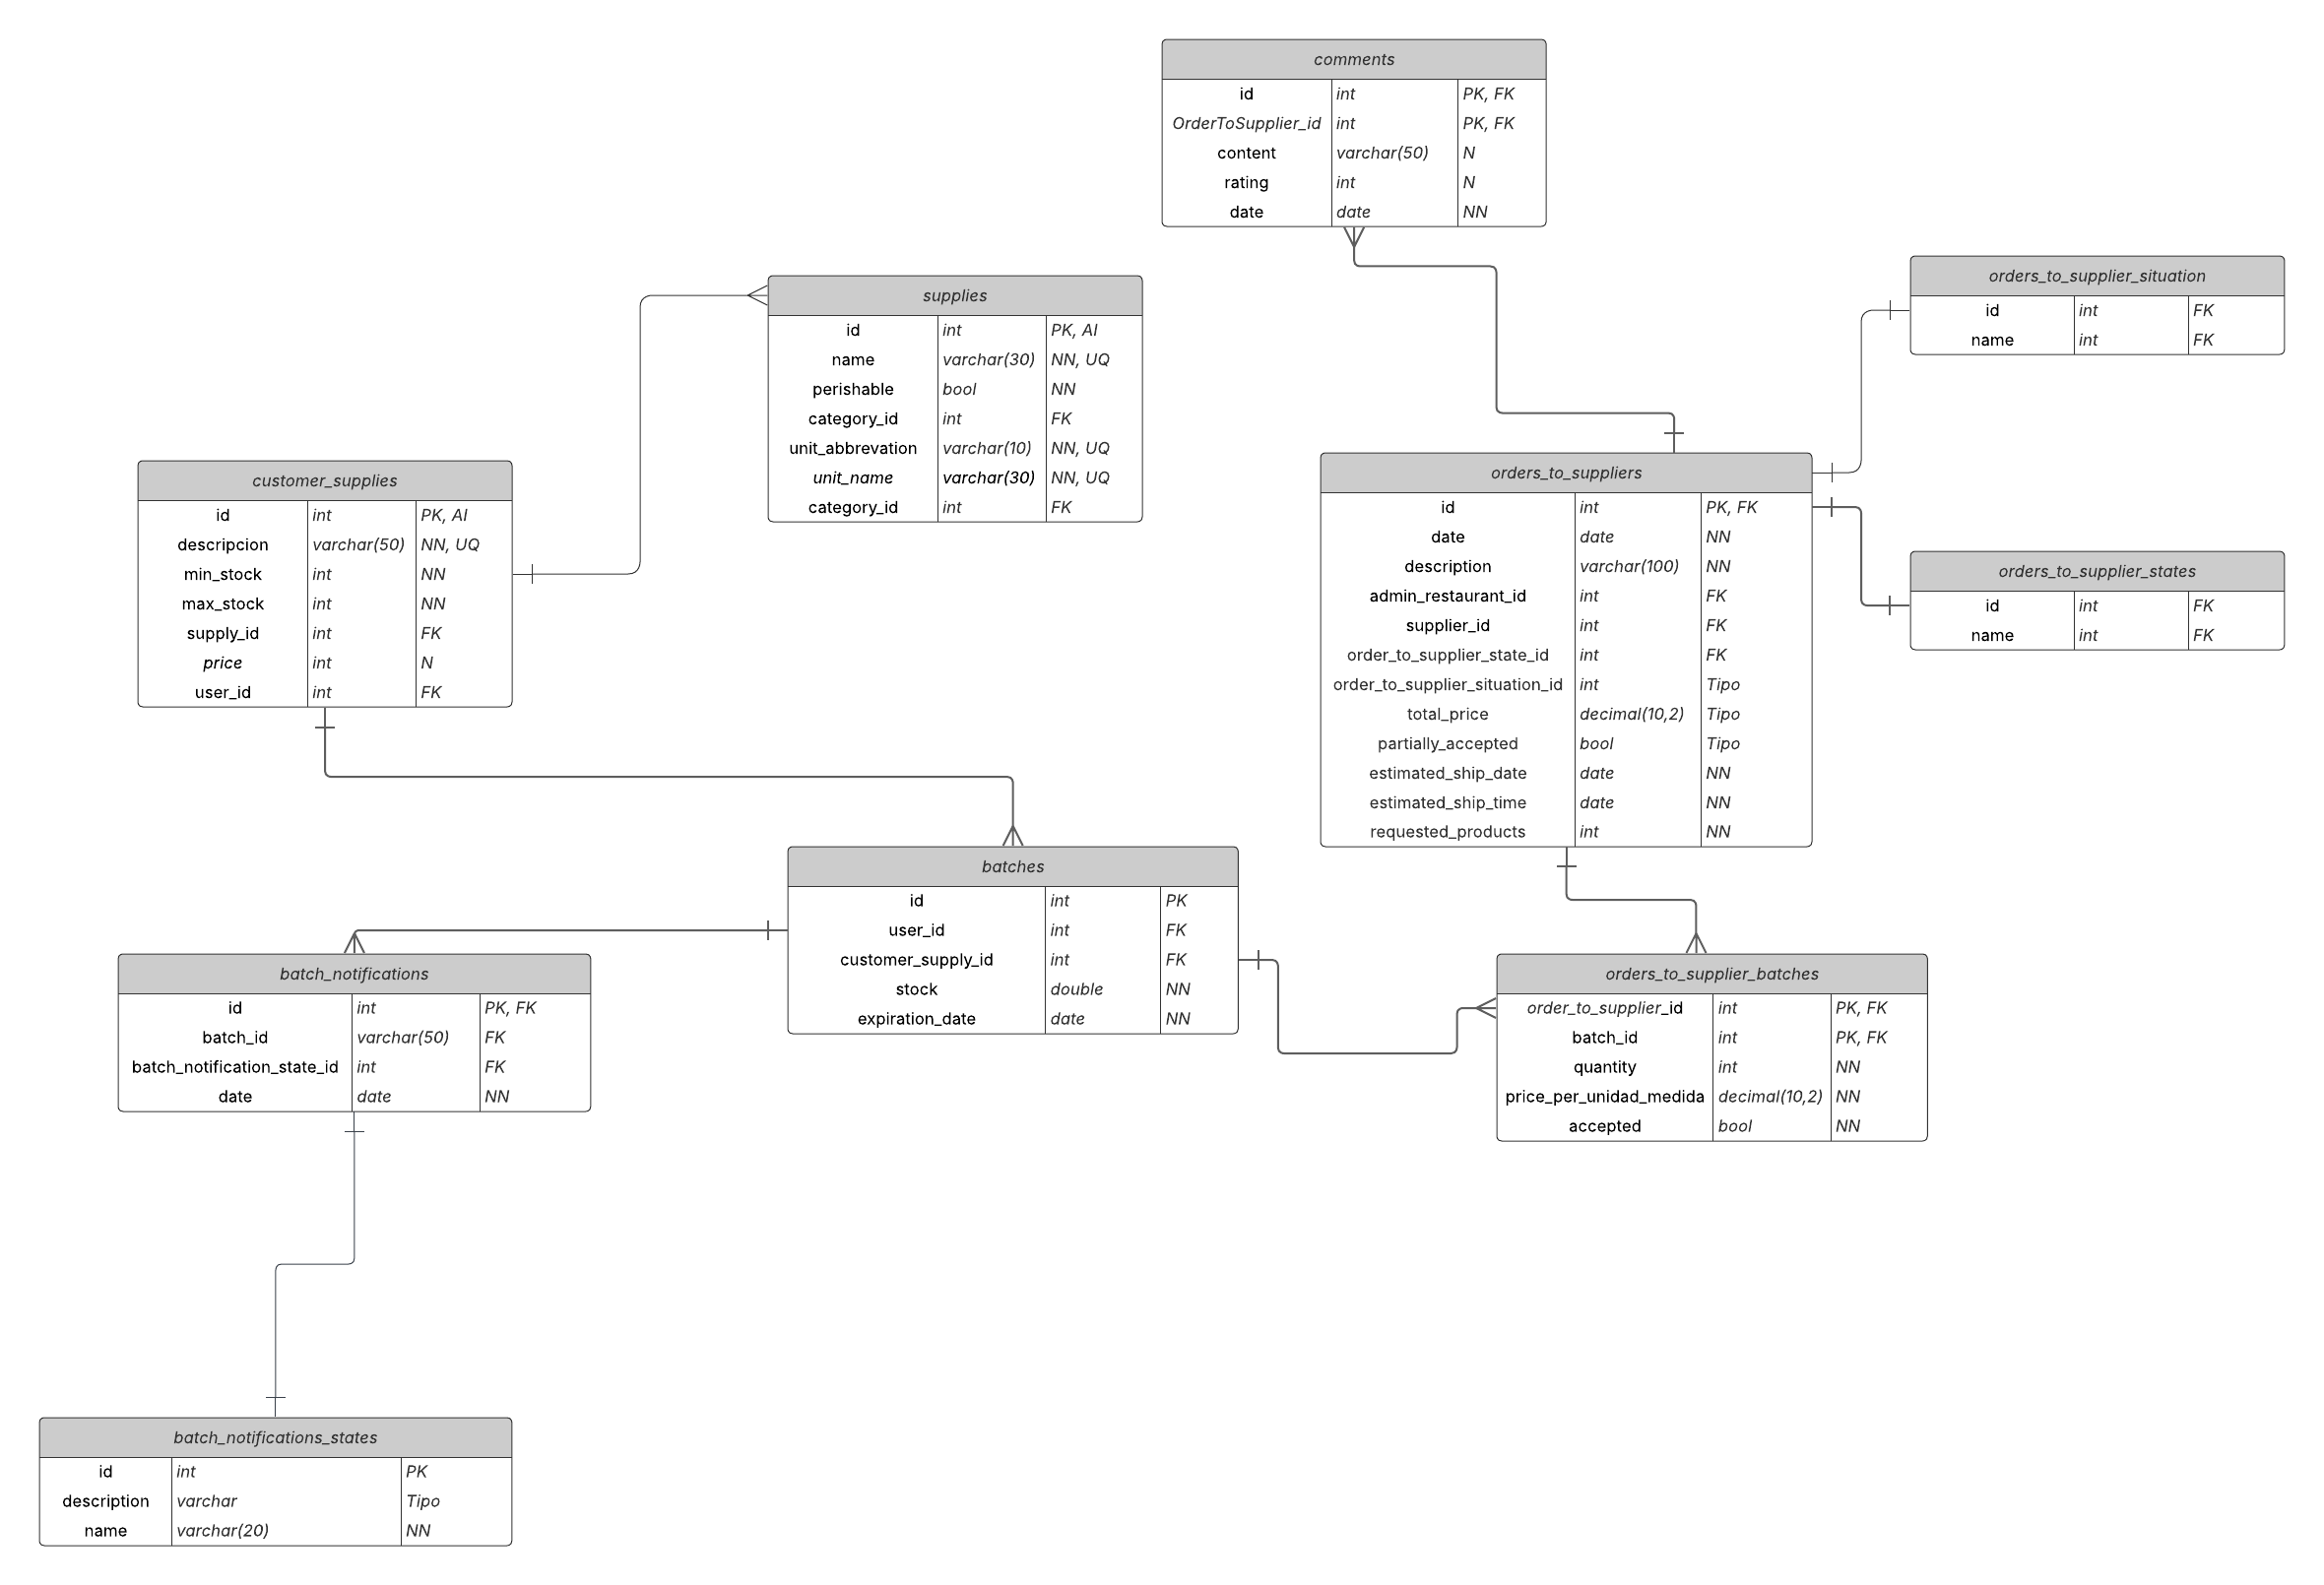 comments
id int PK, FK
OrderToSupplier_id int PK, FK
content varchar(50) N
rating int N
date date NN
orders_to_supplier_situation
id int FK
name int FK
supplies
id int PK, AI
name varchar(30) NN, UQ
perishable bool NN
category_id int FK
unit_abbrevation varchar(10) NN, UQ
unit_name varchar(30) NN, UQ
category_id int FK
customer_supplies
id int PK, AI
descripcion varchar(50) NN, UQ
min_stock int NN
max_stock int NN
supply_id int FK
price int N
user_id int FK
orders_to_suppliers
id int PK, FK
date date NN
description varchar(100) NN
admin_restaurant_id int FK
supplier_id int FK
order_to_supplier_state_id int FK
order_to_supplier_situation_id int Tipo
total_price decimal(10,2) Tipo
partially_accepted bool Tipo
estimated_ship_date date NN
estimated_ship_time date NN
requested_products int NN
orders_to_supplier_states
id int FK
name int FK
batches
id int PK
user_id int FK
customer_supply_id int FK
stock double NN
expiration_date date NN
batch_notifications
id int PK, FK
batch_id varchar(50) FK
batch_notification_state_id int FK
date date NN
orders_to_supplier_batches
order_to_supplier_id int PK, FK
batch_id int PK, FK
quantity int NN
price_per_unidad_medida decimal(10,2) NN
accepted bool NN
batch_notifications_states
id int PK
description varchar Tipo
name varchar(20) NN